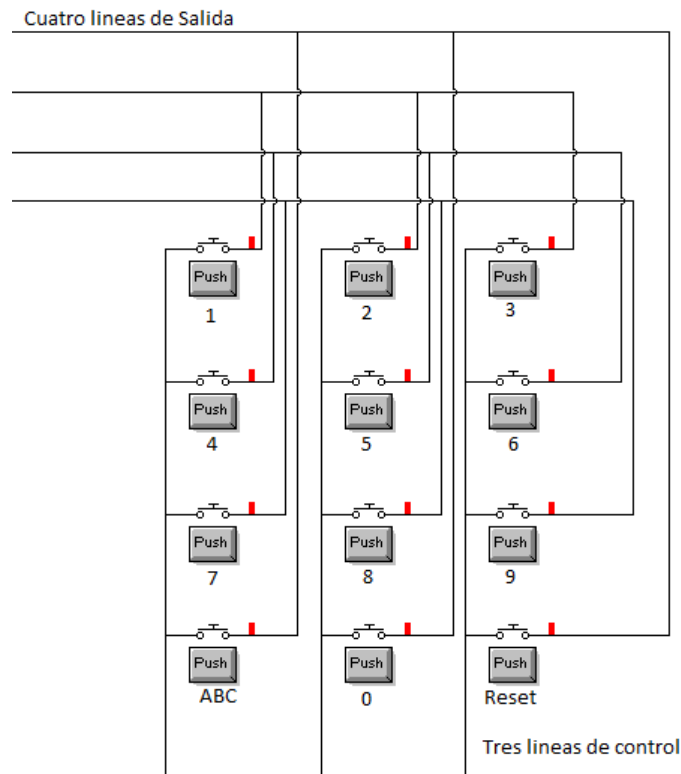 Cuatro lineas de Salida
Push Push Push
1 2 3
Push Push Push
4 5 6
Push Push Push
7 8 9
Push Push Push
ABC 0 Reset
Tres lineas de control